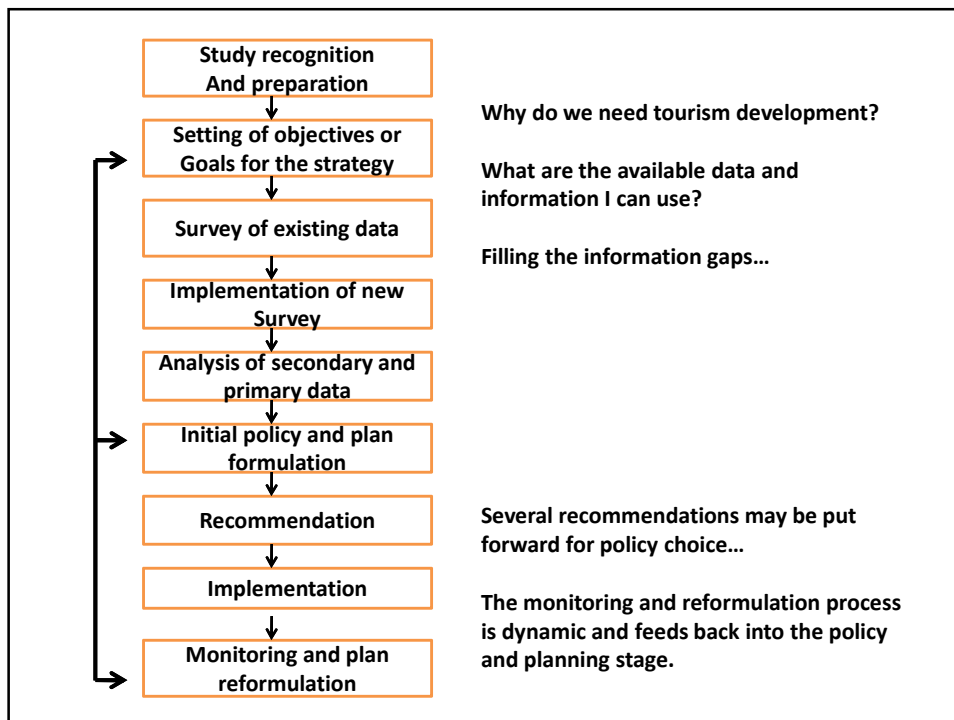 Study recognition
And preparation
Setting of objectives or
Goals for the strategy
Survey of existing data
Implementation of new
Survey
Analysis of secondary and
primary data
Initial policy and plan
formulation
Recommendation
Implementation
Monitoring and plan
reformulation
Why do we need tourism development?
What are the available data and
information I can use?
Filling the information gaps…
Several recommendations may be put
forward for policy choice…
The monitoring and reformulation process
is dynamic and feeds back into the policy
and planning stage.